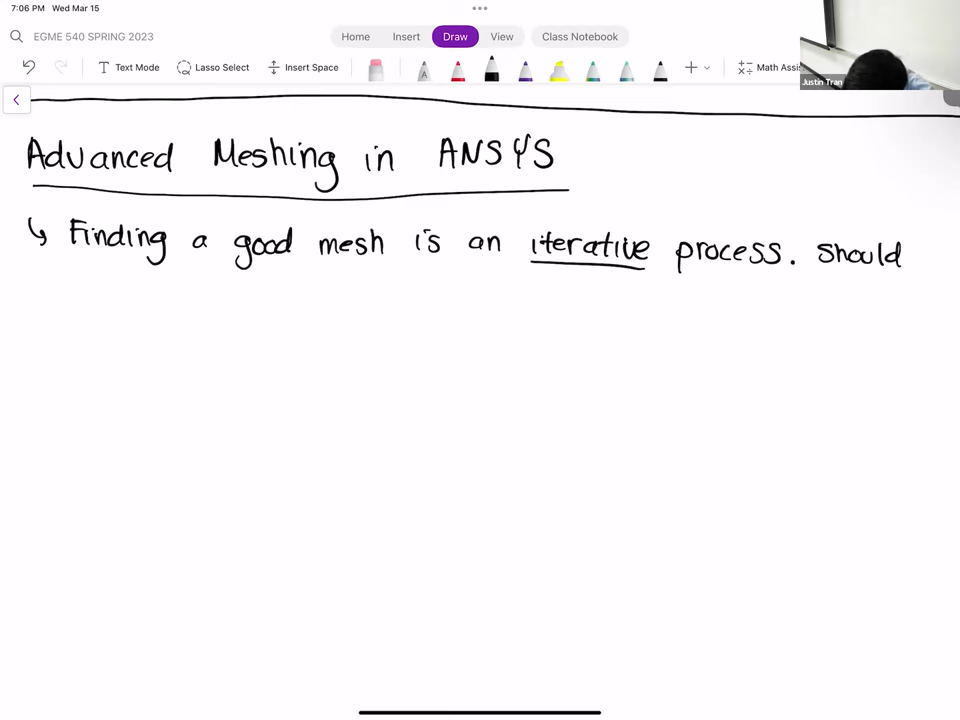 7:06 PM Wed Mar 15
EGME 540 SPRING 2023
Home Insert Draw View Class Notebook
Text Mode Lasso Select Insert Space Math Assis
Justin Tran
Advanced Meshing in ANSYS
↳ Finding a good mesh is an iterative process. Should